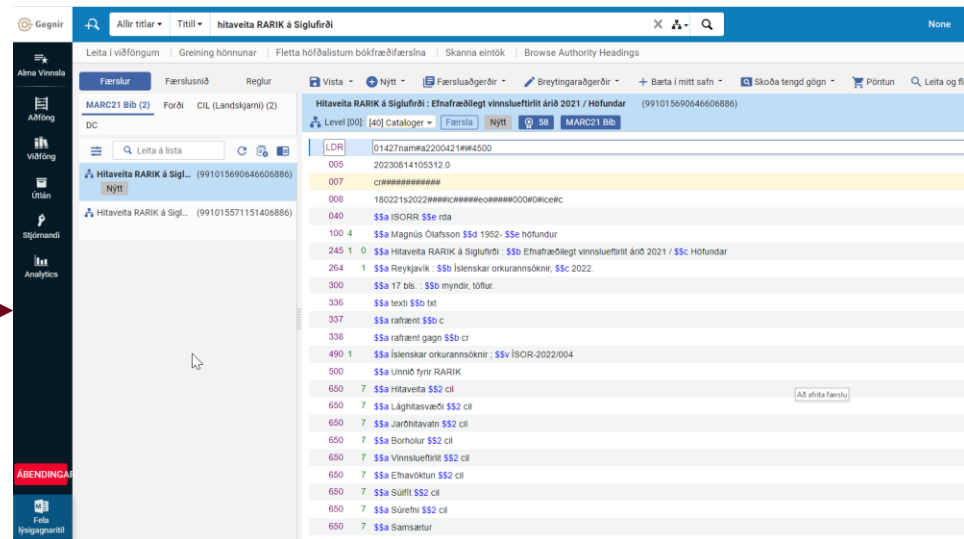 Gegnir Allir titlar Titill hitaveita RARIK á Siglufirði None
Leita í viðföngum | Greining hönnunar | Fletta höfðalistum bókfræðifærslna | Skanna eintök | Browse Authority Headings
Alma Vinnsla
Aðföng
Viðföng
Útlán
Stjórnandi
Analytics
ÁBENDINGAR
Fela
lýsigagnaritil
Færslur Færslusnið Reglur
MARC21 Bib (2) Forði CIL (Landskjarni) (2)
DC
Leita á lista
Hitaveita RARIK á Sigl... (991015690646606886)
Nýtt
Hitaveita RARIK á Sigl... (991015571151406886)
Vista Nýtt Færsluaðgerðir Breytingaraðgerðir Bæta í mitt safn Skoða tengd gögn Pöntun Leita og fl
Hitaveita RARIK á Siglufirði : Efnafræðilegt vinnslueftirlit árið 2021 / Höfundar (991015690646606886)
Level [00]: [40] Cataloger Færsla Nýtt 58 MARC21 Bib
LDR 01427nam#a2200421#i#4500
005 20230814105312.0
007 cr############
008 180221s2022####ic######eo#####000#0#ice#c
040 $$a ISORR $$e rda
100 4 $$a Magnús Ólafsson $$d 1952- $$e höfundur
245 1 0 $$a Hitaveita RARIK á Siglufirði : $$b Efnafræðilegt vinnslueftirlit árið 2021 / $$c Höfundar
264 1 $$a Reykjavík : $$b Íslenskar orkurannsóknir, $$c 2022.
300 $$a 17 bls. : $$b myndir, töflur.
336 $$a texti $$b txt
337 $$a rafrænt $$b c
338 $$a rafrænt gagn $$b cr
490 1 $$a Íslenskar orkurannsóknir ; $$v ÍSOR-2022/004
500 $$a Unnið fyrir RARIK
650 7 $$a Hitaveita $$2 cil
650 7 $$a Lághitasvæði $$2 cil
650 7 $$a Jarðhitavatn $$2 cil
650 7 $$a Borholur $$2 cil
650 7 $$a Vinnslueftirlit $$2 cil
650 7 $$a Efnavöktun $$2 cil
650 7 $$a Súlfít $$2 cil
650 7 $$a Súrefni $$2 cil
650 7 $$a Samsætur
Að afrita færslu